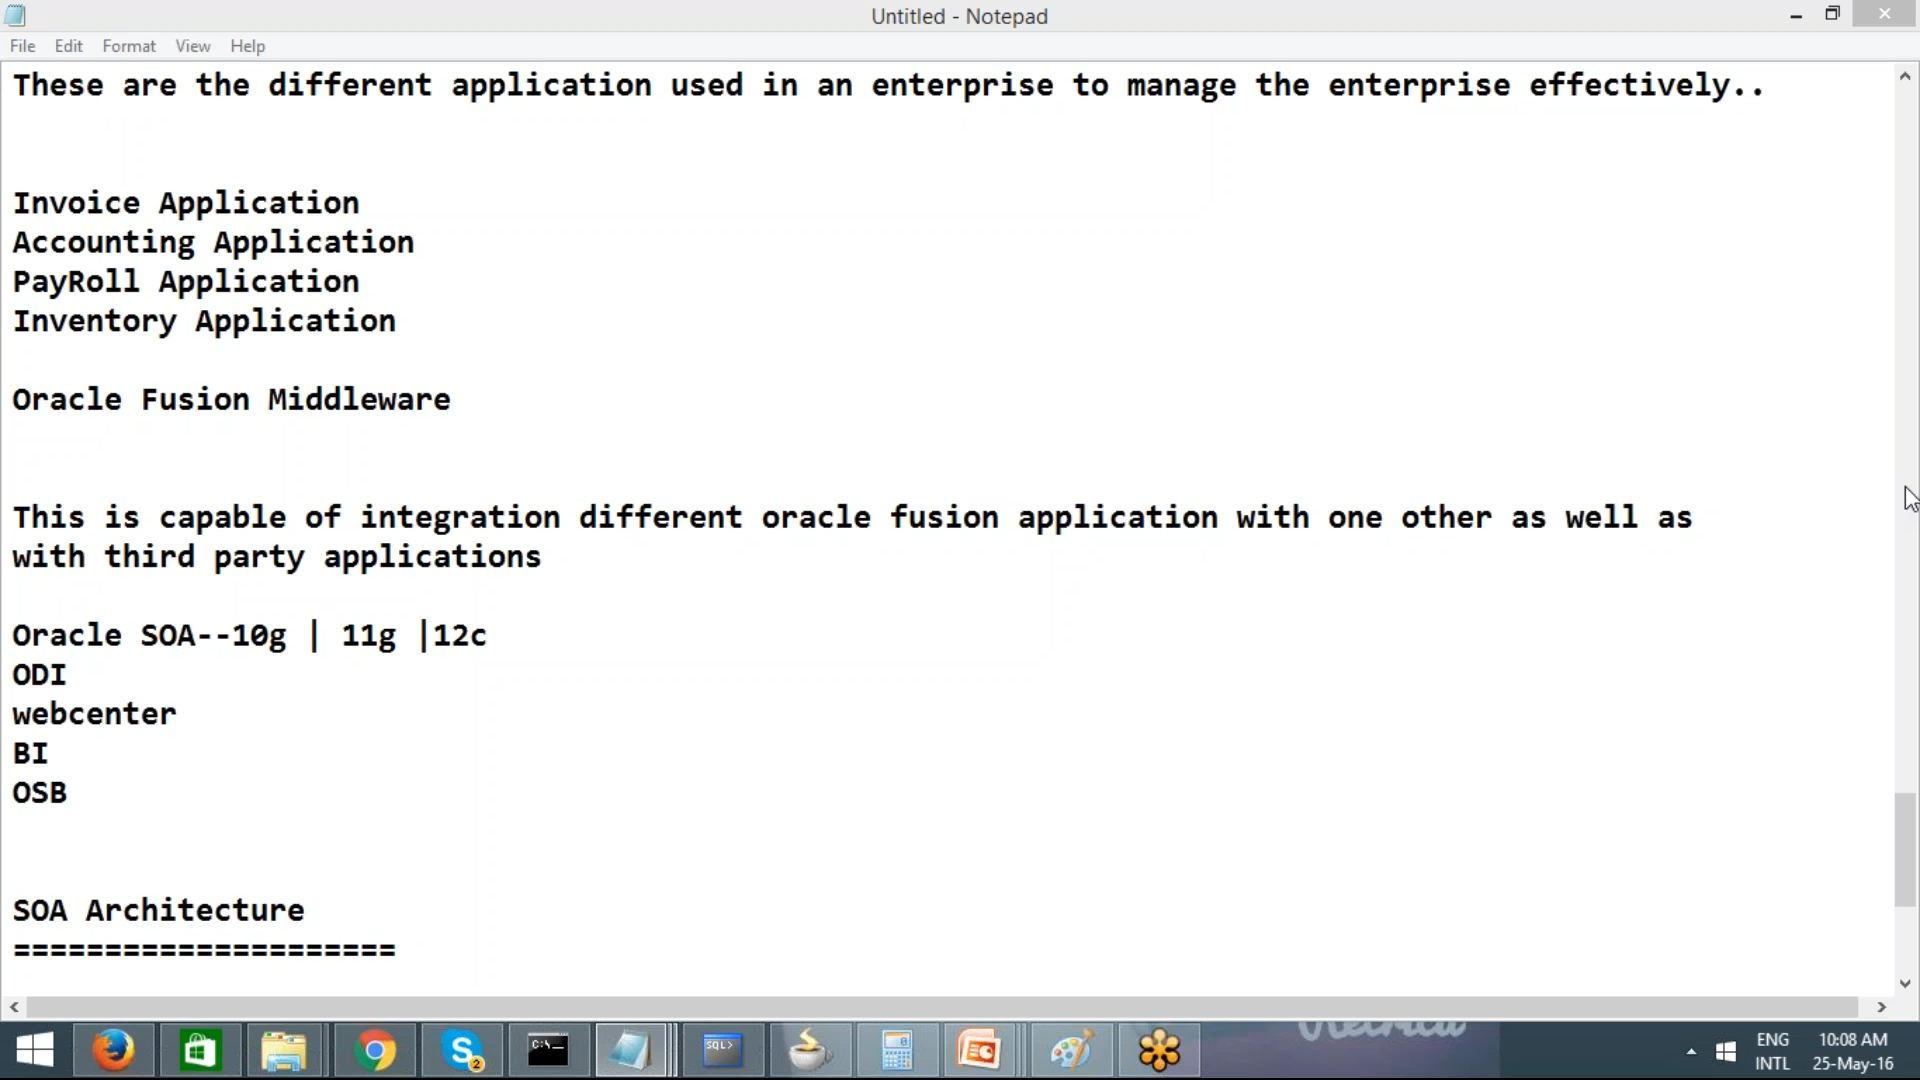 Untitled - Notepad
File Edit Format View Help
These are the different application used in an enterprise to manage the enterprise effectively..
Invoice Application
Accounting Application
PayRoll Application
Inventory Application
Oracle Fusion Middleware
This is capable of integration different oracle fusion application with one other as well as
with third party applications
Oracle SOA--10g | 11g |12c
ODI
webcenter
BI
OSB
SOA Architecture
=====================
ENG 10:08 AM
INTL 25-May-16